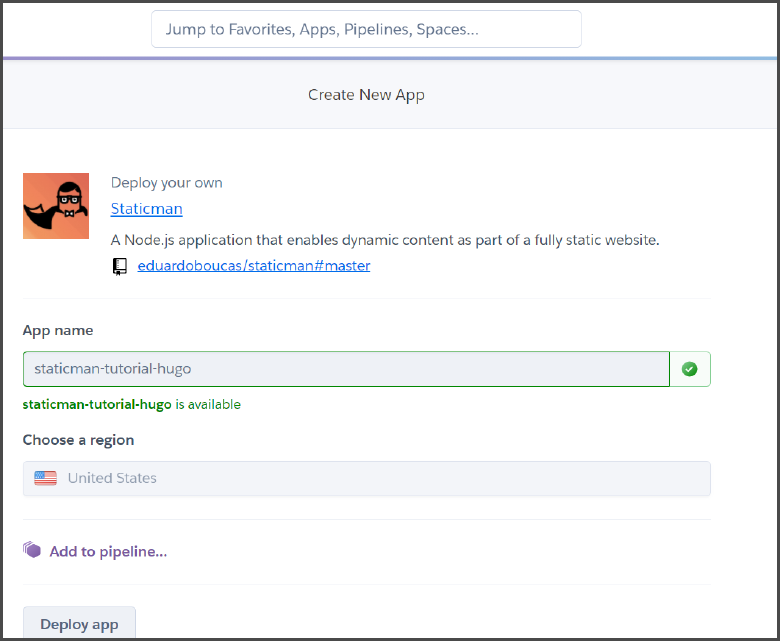 Jump to Favorites, Apps, Pipelines, Spaces...
Create New App
Deploy your own
Staticman
A Node.js application that enables dynamic content as part of a fully static website.
eduardoboucas/staticman#master
App name
staticman-tutorial-hugo
staticman-tutorial-hugo is available
Choose a region
United States
Add to pipeline...
Deploy app